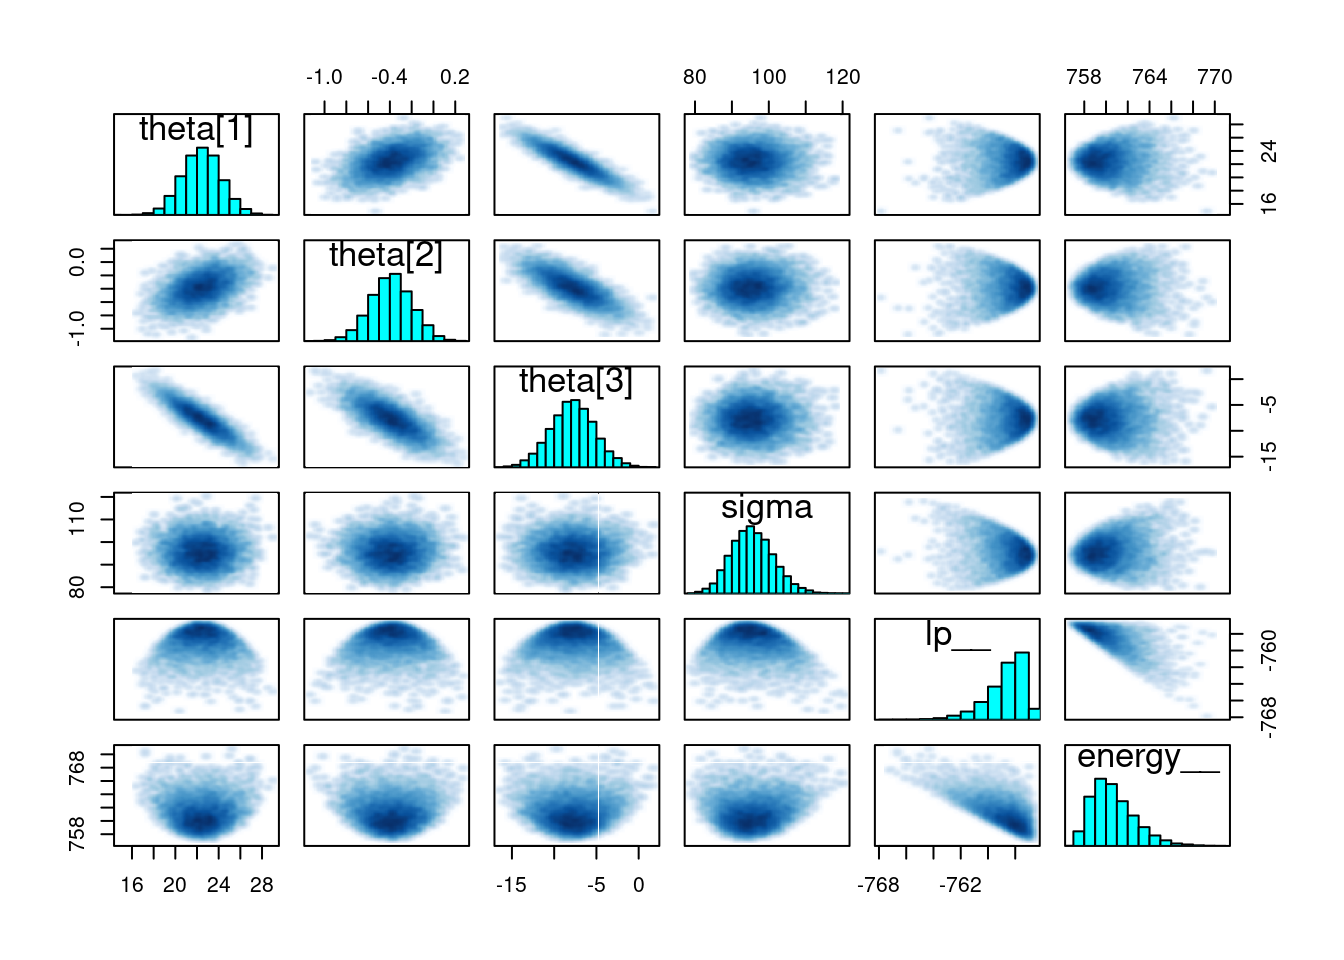 -1.0 -0.4 0.2 80 100 120 758 764 770
theta[1]
16 24
theta[2]
-1.0 0.0
theta[3]
-15 -5
sigma
80 110
lp__
-768 -760
energy__
758 768
16 20 24 28 -15 -5 0 -768 -762